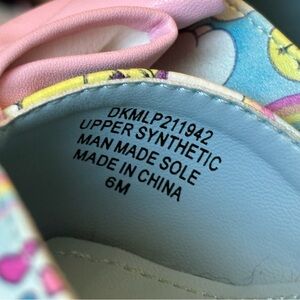 DKMLP211942
UPPER SYNTHETIC
MAN MADE SOLE
MADE IN CHINA
6M